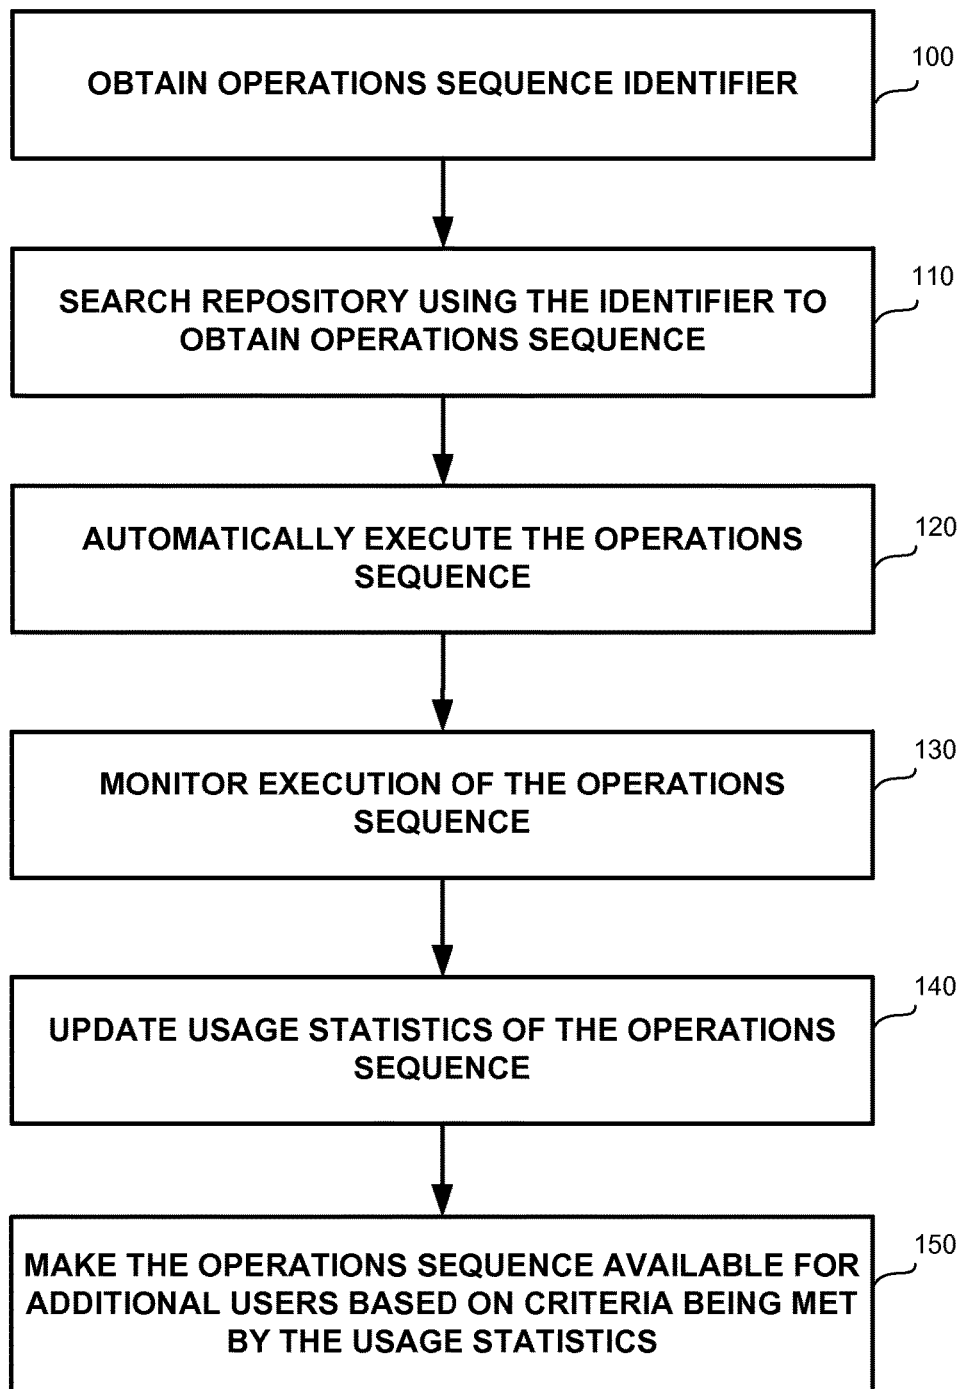 100
OBTAIN OPERATIONS SEQUENCE IDENTIFIER
110
SEARCH REPOSITORY USING THE IDENTIFIER TO
OBTAIN OPERATIONS SEQUENCE
120
AUTOMATICALLY EXECUTE THE OPERATIONS
SEQUENCE
130
MONITOR EXECUTION OF THE OPERATIONS
SEQUENCE
140
UPDATE USAGE STATISTICS OF THE OPERATIONS
SEQUENCE
150
MAKE THE OPERATIONS SEQUENCE AVAILABLE FOR
ADDITIONAL USERS BASED ON CRITERIA BEING MET
BY THE USAGE STATISTICS